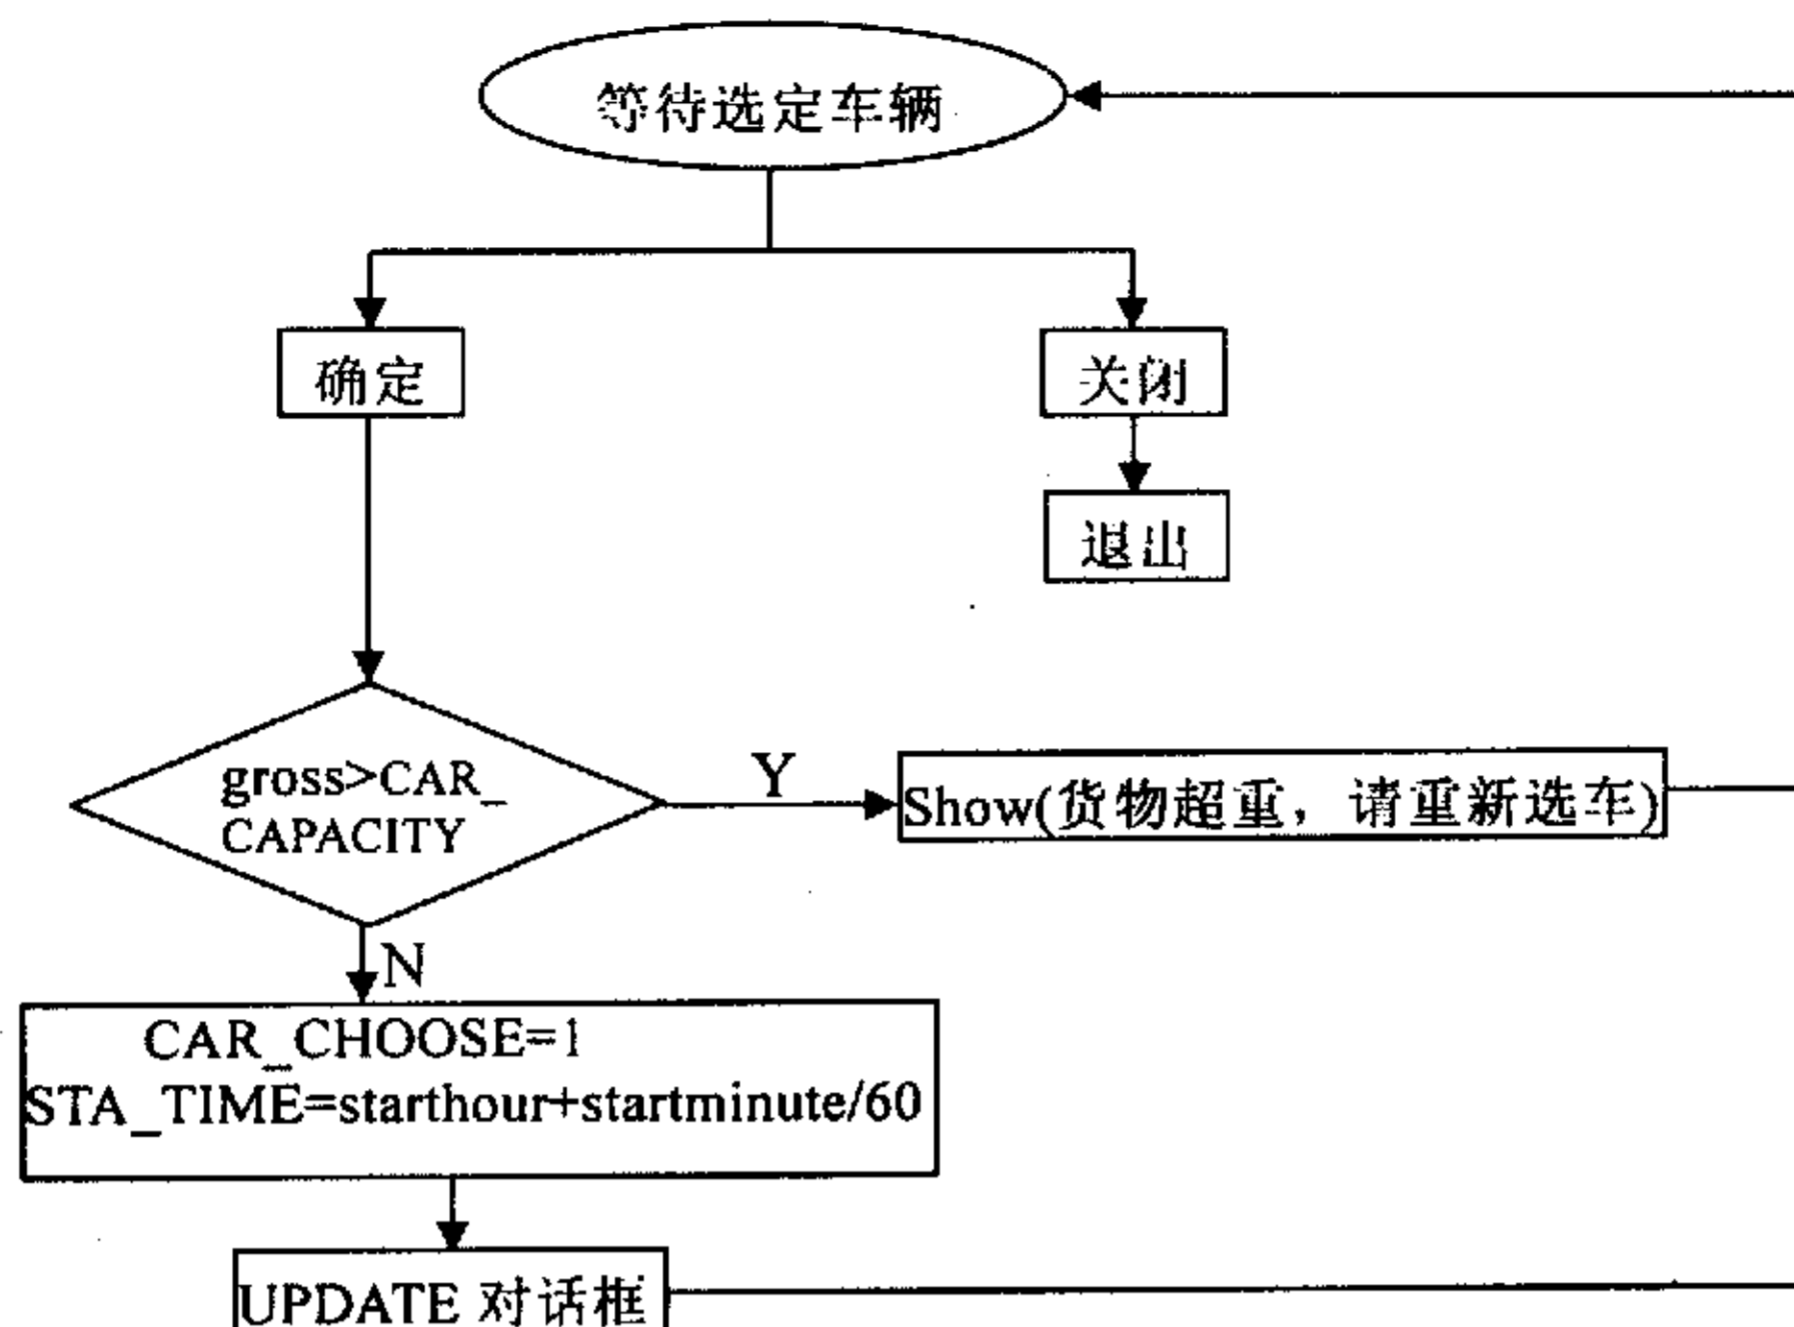 等待选定车辆
确定
关闭
退出
gross>CAR_
CAPACITY
Y
Show(货物超重，请重新选车)
N
CAR_CHOOSE=1
STA_TIME=starthour+startminute/60
UPDATE 对话框